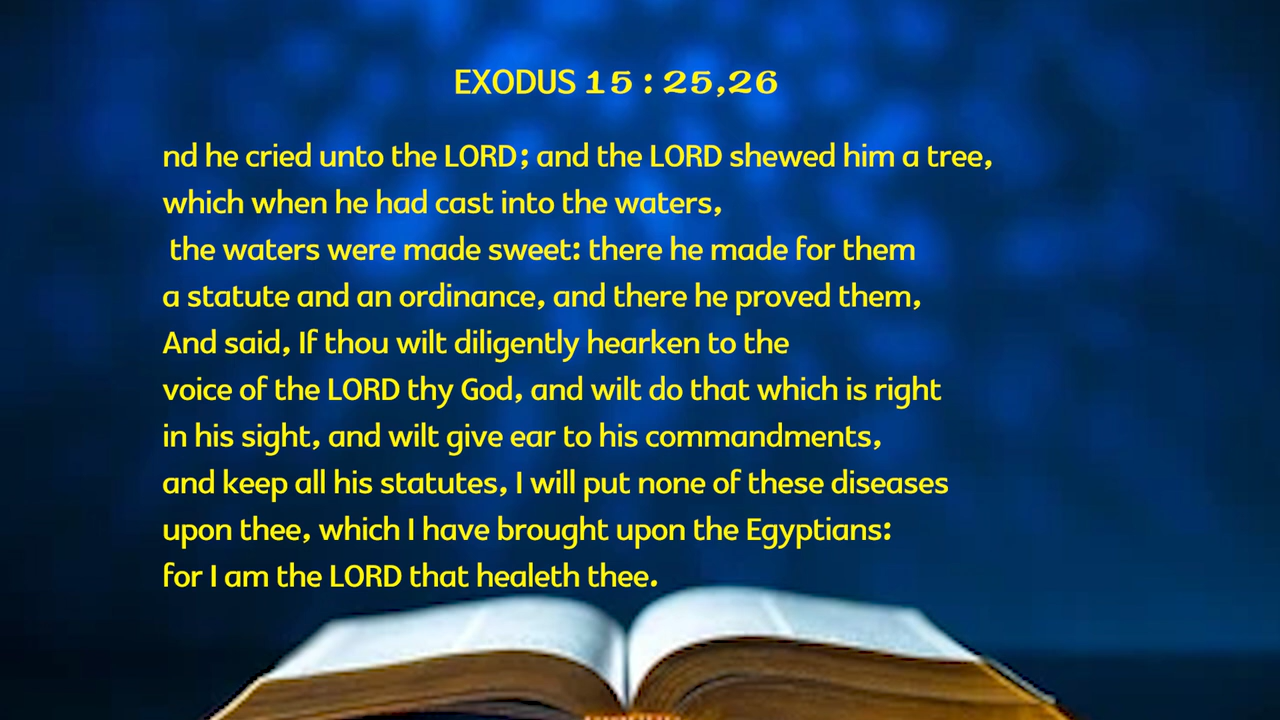 EXODUS 15 : 25,26
nd he cried unto the LORD; and the LORD shewed him a tree,
which when he had cast into the waters,
the waters were made sweet: there he made for them
a statute and an ordinance, and there he proved them,
And said, If thou wilt diligently hearken to the
voice of the LORD thy God, and wilt do that which is right
in his sight, and wilt give ear to his commandments,
and keep all his statutes, I will put none of these diseases
upon thee, which I have brought upon the Egyptians:
for I am the LORD that healeth thee.